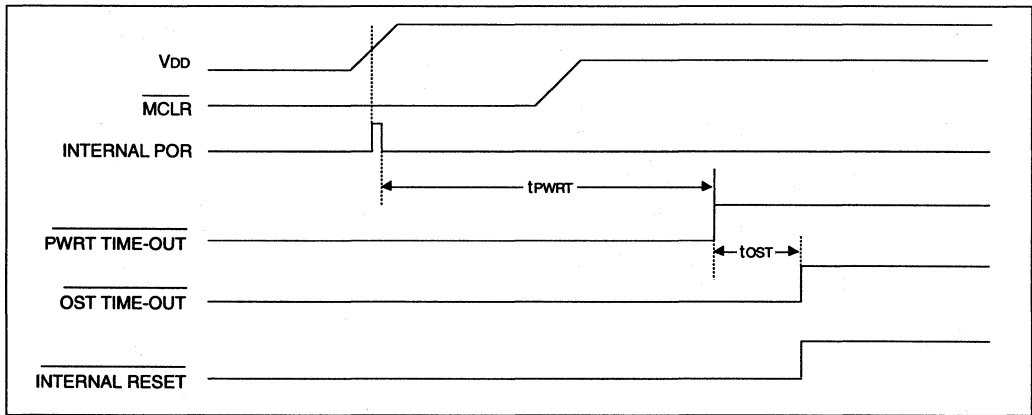 VDD
MCLR
INTERNAL POR
tPWRT
PWRT TIME-OUT
tOST
OST TIME-OUT
INTERNAL RESET